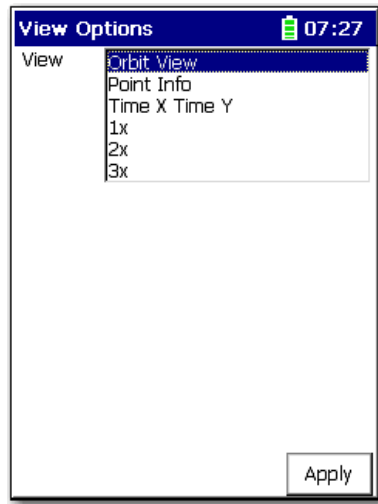 View Options 07:27
View Orbit View
Point Info
Time X Time Y
1x
2x
3x
Apply